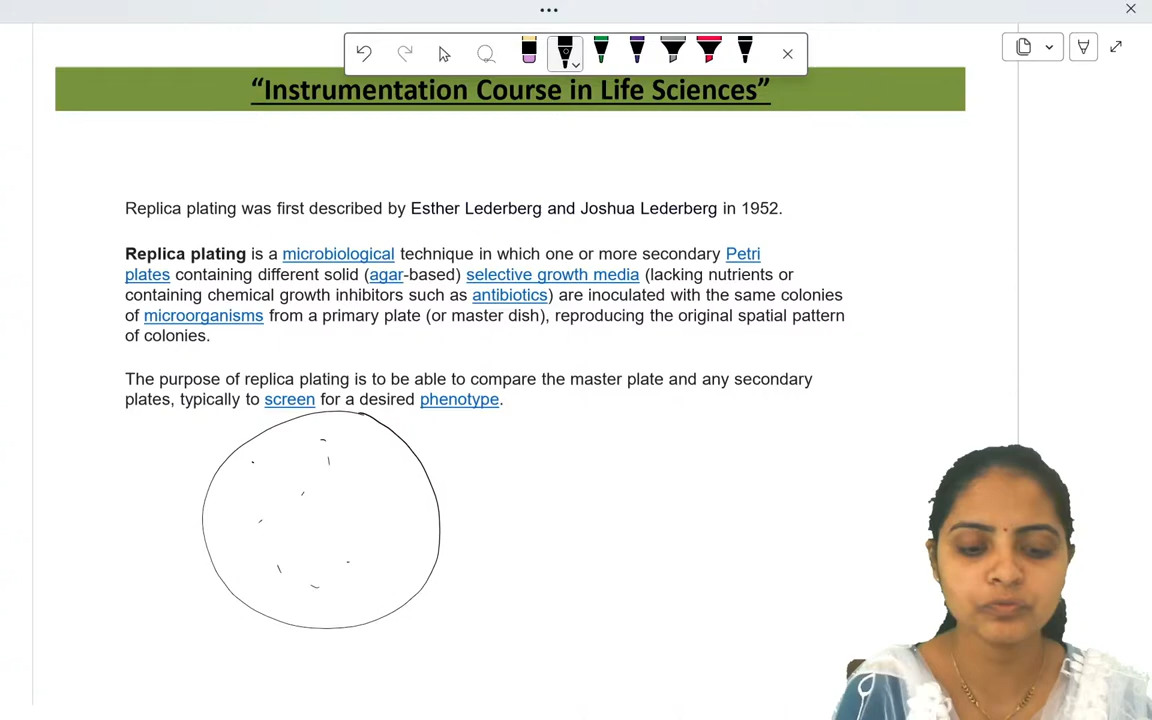 “Instrumentation Course in Life Sciences”
Replica plating was first described by Esther Lederberg and Joshua Lederberg in 1952.
Replica plating is a microbiological technique in which one or more secondary Petri
plates containing different solid (agar-based) selective growth media (lacking nutrients or
containing chemical growth inhibitors such as antibiotics) are inoculated with the same colonies
of microorganisms from a primary plate (or master dish), reproducing the original spatial pattern
of colonies.
The purpose of replica plating is to be able to compare the master plate and any secondary
plates, typically to screen for a desired phenotype.